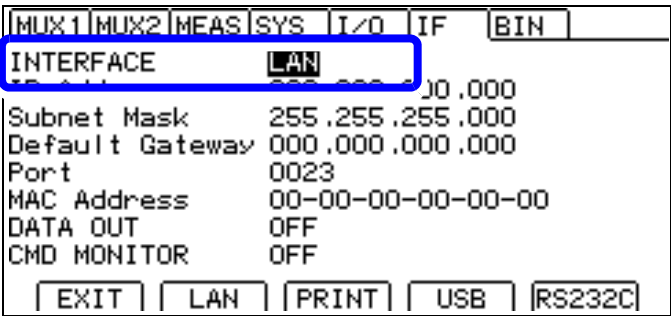 MUX1 MUX2 MEAS SYS I/O IF BIN
INTERFACE LAN
.000
Subnet Mask 255.255.255.000
Default Gateway 000.000.000.000
Port 0023
MAC Address 00-00-00-00-00-00
DATA OUT OFF
CMD MONITOR OFF
EXIT LAN PRINT USB RS232C